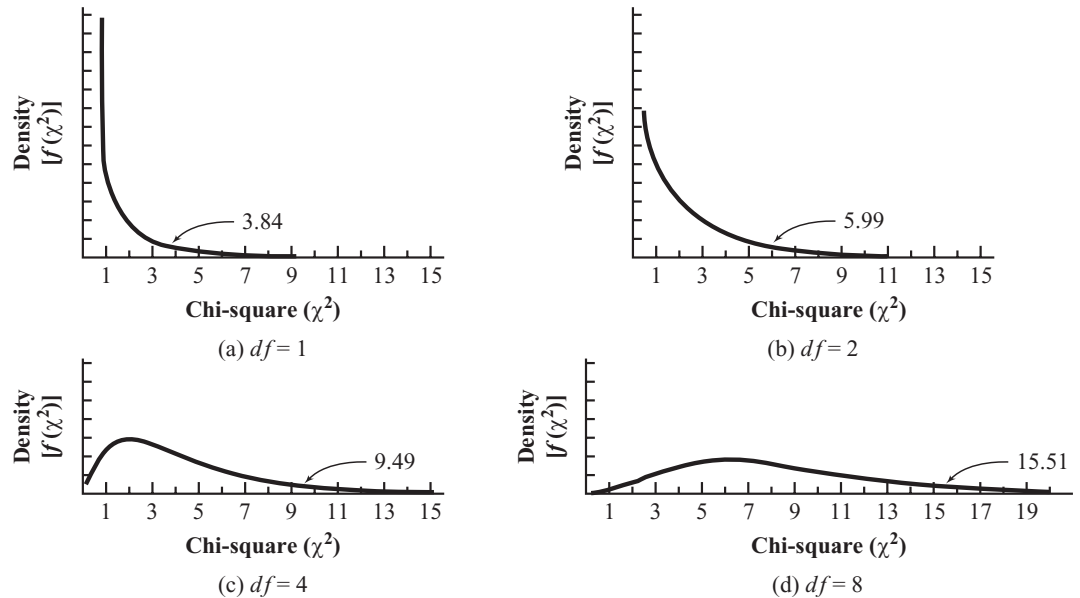 Density
[f(χ²)]
3.84
1 3 5 7 9 11 13 15
Chi-square (χ²)
(a) df = 1
Density
[f(χ²)]
5.99
1 3 5 7 9 11 13 15
Chi-square (χ²)
(b) df = 2
Density
[f(χ²)]
9.49
1 3 5 7 9 11 13 15
Chi-square (χ²)
(c) df = 4
Density
[f(χ²)]
15.51
1 3 5 7 9 11 13 15 17 19
Chi-square (χ²)
(d) df = 8